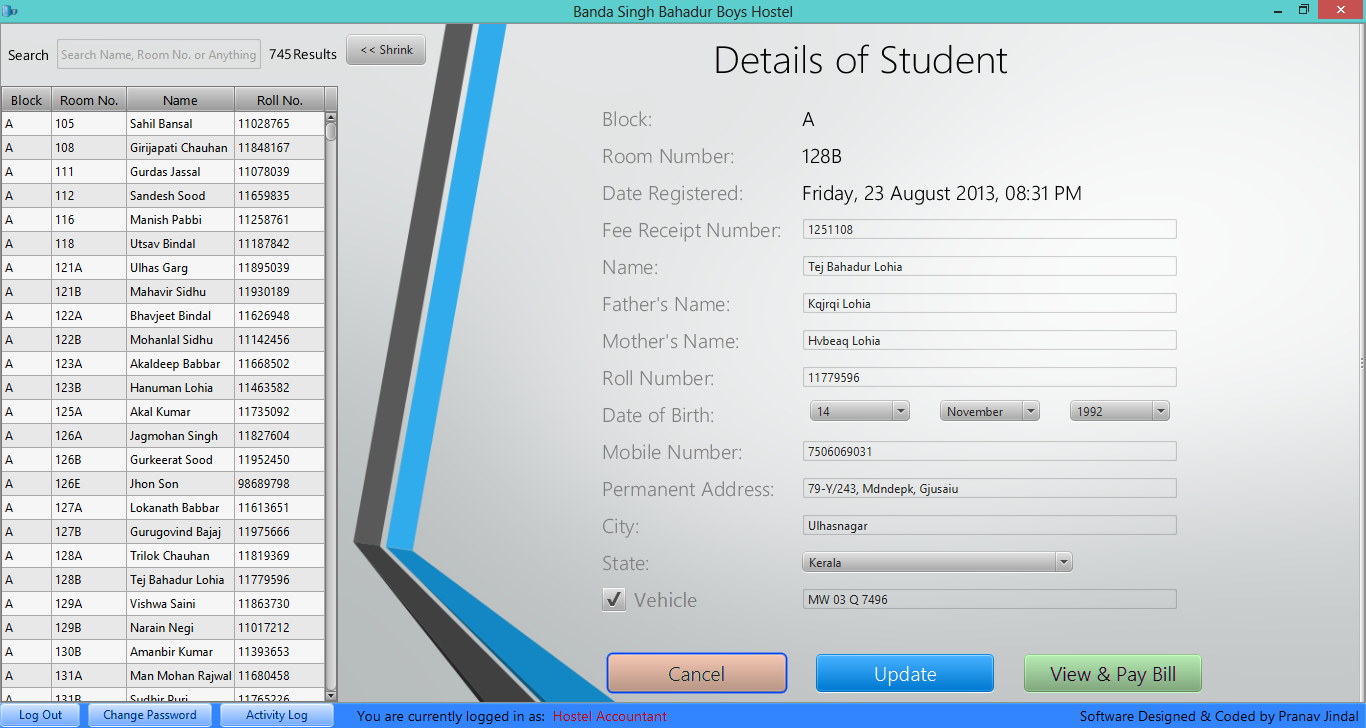 Banda Singh Bahadur Boys Hostel
Search Search Name, Room No. or Anything 745 Results << Shrink
Block Room No. Name Roll No.
A 105 Sahil Bansal 11028765
A 108 Girijapati Chauhan 11848167
A 111 Gurdas Jassal 11078039
A 112 Sandesh Sood 11659835
A 116 Manish Pabbi 11258761
A 118 Utsav Bindal 11187842
A 121A Ulhas Garg 11895039
A 121B Mahavir Sidhu 11930189
A 122A Bhavjeet Bindal 11626948
A 122B Mohanlal Sidhu 11142456
A 123A Akaldeep Babbar 11668502
A 123B Hanuman Lohia 11463582
A 125A Akal Kumar 11735092
A 126A Jagmohan Singh 11827604
A 126B Gurkeerat Sood 11952450
A 126E Jhon Son 98689798
A 127A Lokanath Babbar 11613651
A 127B Gurugovind Bajaj 11975666
A 128A Trilok Chauhan 11819369
A 128B Tej Bahadur Lohia 11779596
A 129A Vishwa Saini 11863730
A 129B Narain Negi 11017212
A 130B Amanbir Kumar 11393653
A 131A Man Mohan Rajwal 11680458
A 131B Sudhir Puri 11765226
Details of Student
Block: A
Room Number: 128B
Date Registered: Friday, 23 August 2013, 08:31 PM
Fee Receipt Number: 1251108
Name: Tej Bahadur Lohia
Father's Name: Kqjrqi Lohia
Mother's Name: Hvbeaq Lohia
Roll Number: 11779596
Date of Birth: 14 November 1992
Mobile Number: 7506069031
Permanent Address: 79-Y/243, Mdndepk, Gjusaiu
City: Ulhasnagar
State: Kerala
Vehicle MW 03 Q 7496
Cancel Update View & Pay Bill
Log Out Change Password Activity Log You are currently logged in as: Hostel Accountant Software Designed & Coded by Pranav Jindal